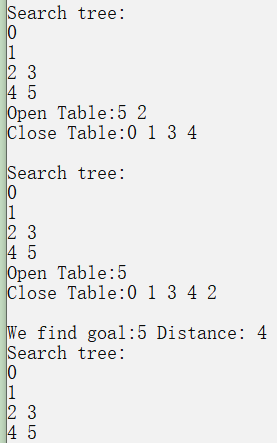 Search tree:
0
1
2 3
4 5
Open Table:5 2
Close Table:0 1 3 4
Search tree:
0
1
2 3
4 5
Open Table:5
Close Table:0 1 3 4 2
We find goal:5 Distance: 4
Search tree:
0
1
2 3
4 5